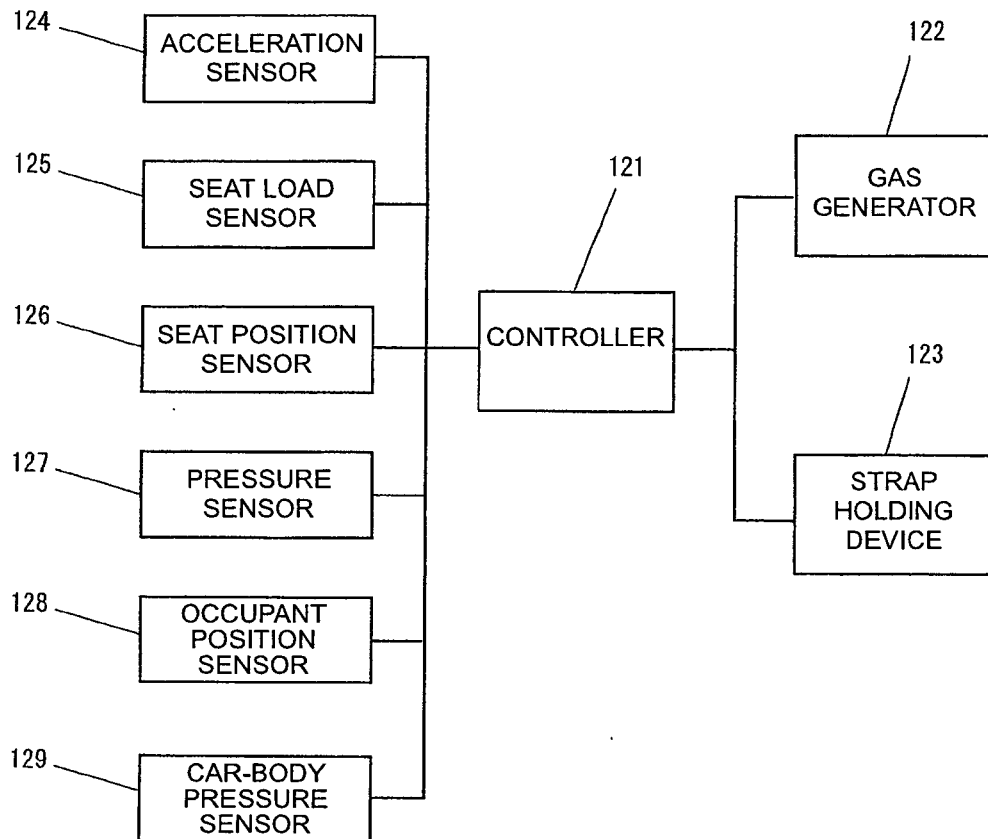 124
ACCELERATION
SENSOR
125
SEAT LOAD
SENSOR
126
SEAT POSITION
SENSOR
127
PRESSURE
SENSOR
128
OCCUPANT
POSITION
SENSOR
129
CAR-BODY
PRESSURE
SENSOR
121
CONTROLLER
122
GAS
GENERATOR
123
STRAP
HOLDING
DEVICE